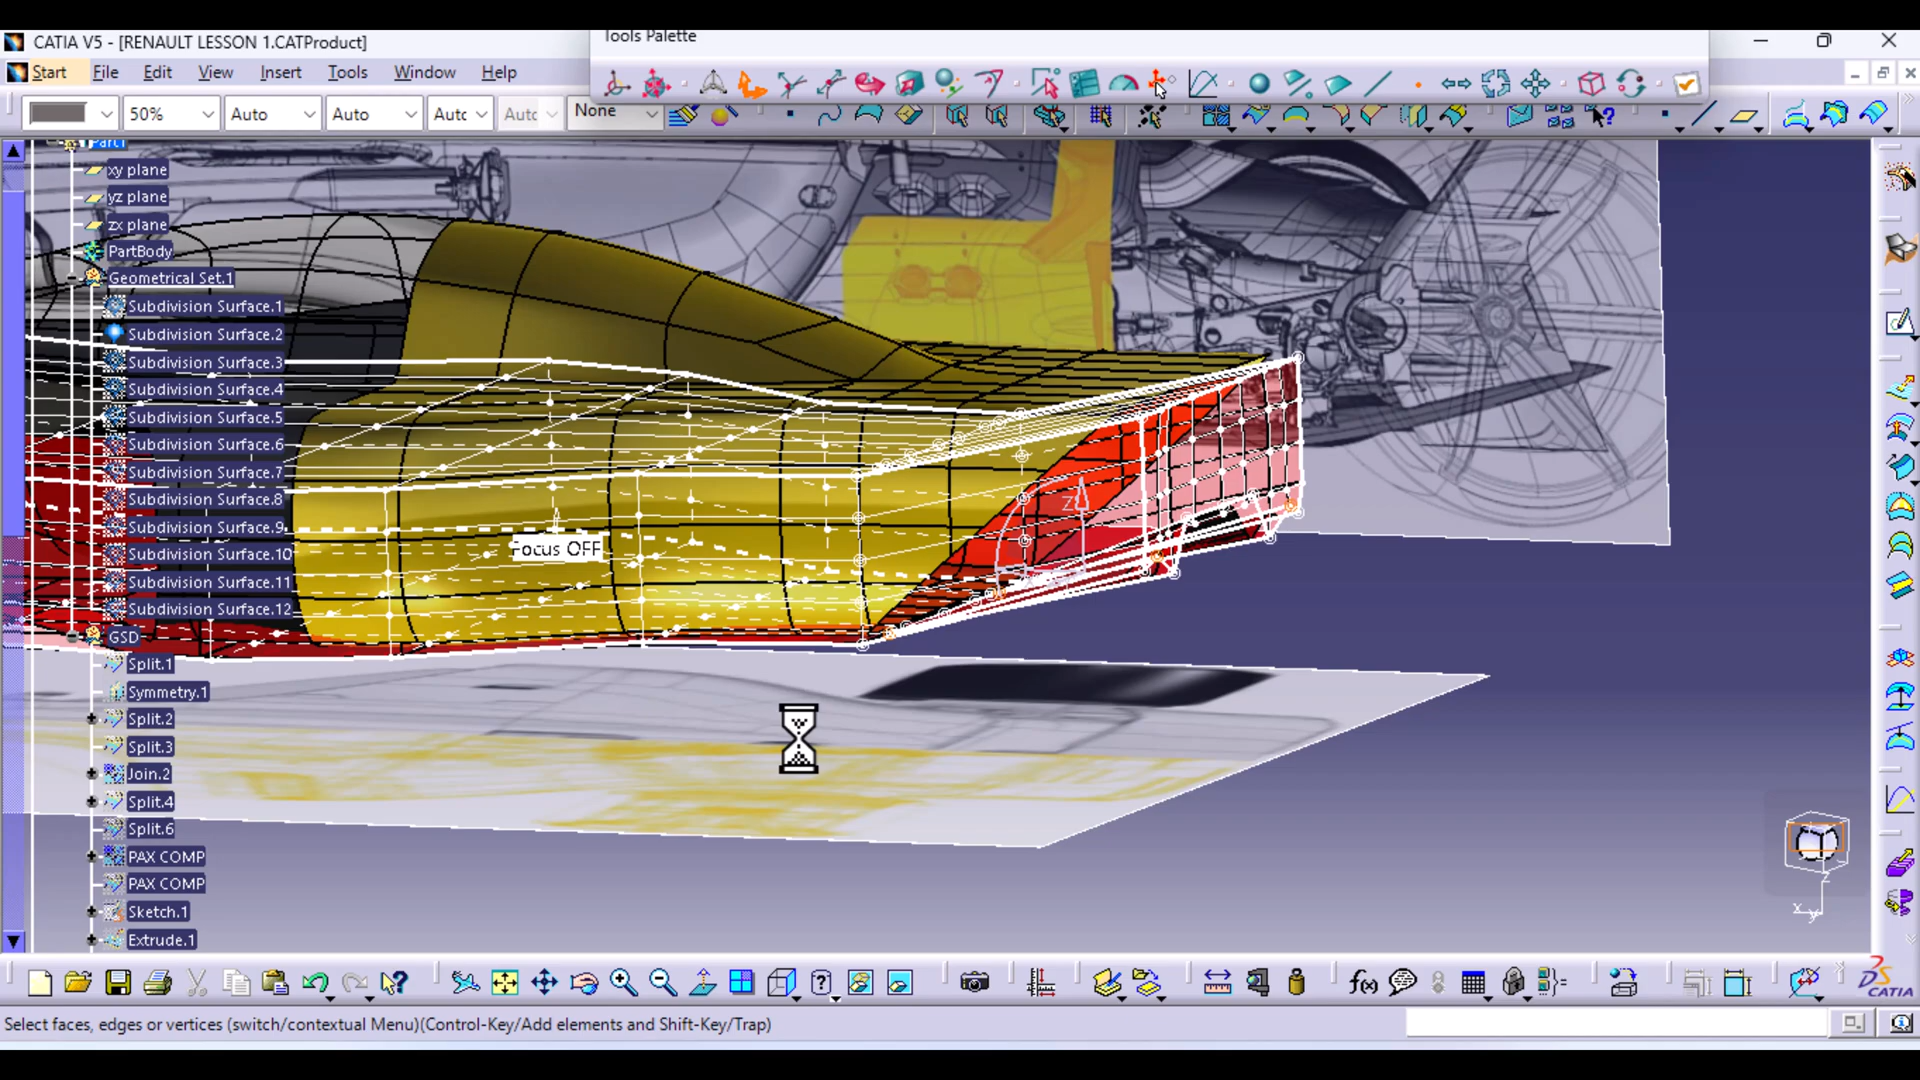 Tools Palette
CATIA V5 - [RENAULT LESSON 1.CATProduct]
Start File Edit View Insert Tools Window Help
50% Auto Auto Auto Auto None
Part1
xy plane
yz plane
zx plane
PartBody
Geometrical Set.1
Subdivision Surface.1
Subdivision Surface.2
Subdivision Surface.3
Subdivision Surface.4
Subdivision Surface.5
Subdivision Surface.6
Subdivision Surface.7
Subdivision Surface.8
Subdivision Surface.9
Subdivision Surface.10
Subdivision Surface.11
Subdivision Surface.12
GSD
Split.1
Symmetry.1
Split.2
Split.3
Join.2
Split.4
Split.6
PAX COMP
PAX COMP
Sketch.1
Extrude.1
Focus OFF
Z
z
x
y
f(x)
CATIA
Select faces, edges or vertices (switch/contextual Menu)(Control-Key/Add elements and Shift-Key/Trap)